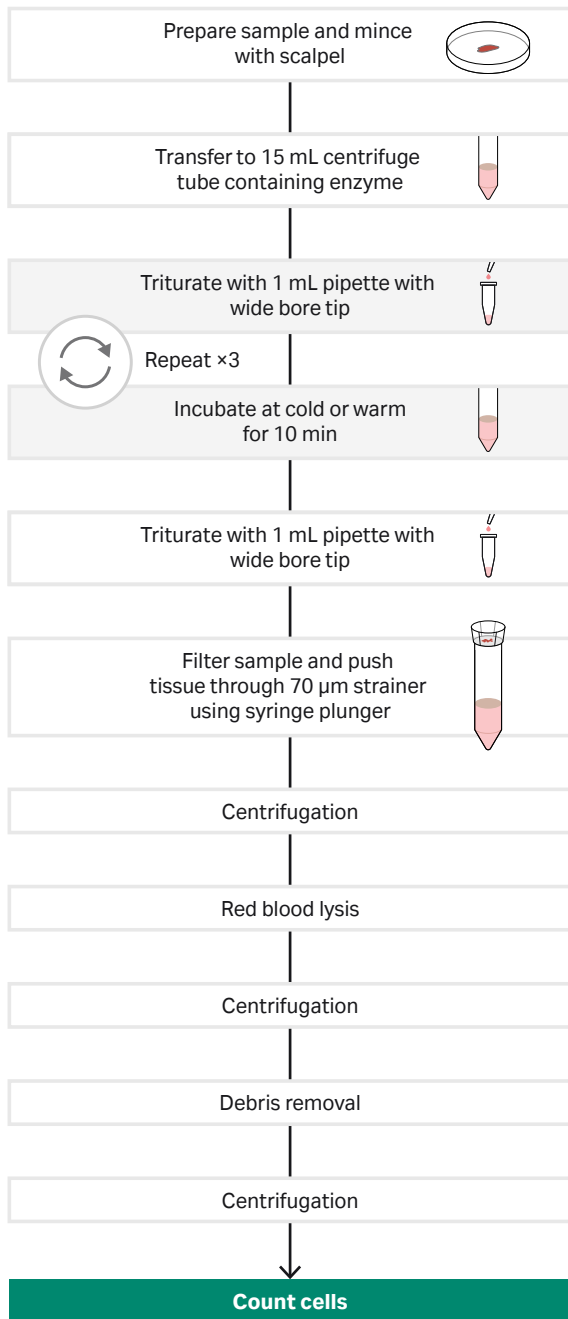 Prepare sample and mince
with scalpel
Transfer to 15 mL centrifuge
tube containing enzyme
Triturate with 1 mL pipette with
wide bore tip
Repeat ×3
Incubate at cold or warm
for 10 min
Triturate with 1 mL pipette with
wide bore tip
Filter sample and push
tissue through 70 µm strainer
using syringe plunger
Centrifugation
Red blood lysis
Centrifugation
Debris removal
Centrifugation
Count cells